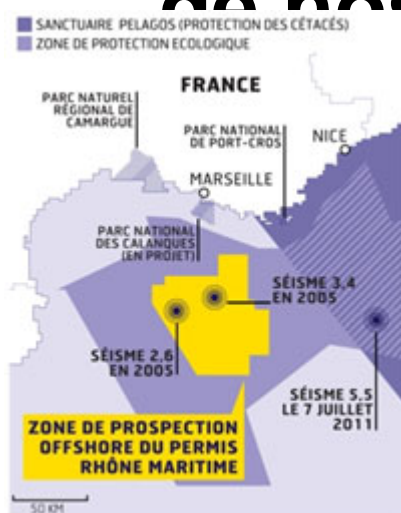 SANCTUAIRE PELAGOS (PROTECTION DES CÉTACÉS)
ZONE DE PROTECTION ECOLOGIQUE
FRANCE
PARC NATUREL
RÉGIONAL DE
CAMARGUE
PARC NATIONAL
DE PORT-CROS
NICE
MARSEILLE
PARC NATIONAL
DES CALANQUES
(EN PROJET)
SÉISME 3,4
EN 2005
SÉISME 2,6
EN 2005
SÉISME 5,5
LE 7 JUILLET
2011
ZONE DE PROSPECTION
OFFSHORE DU PERMIS
RHÔNE MARITIME
50 KM